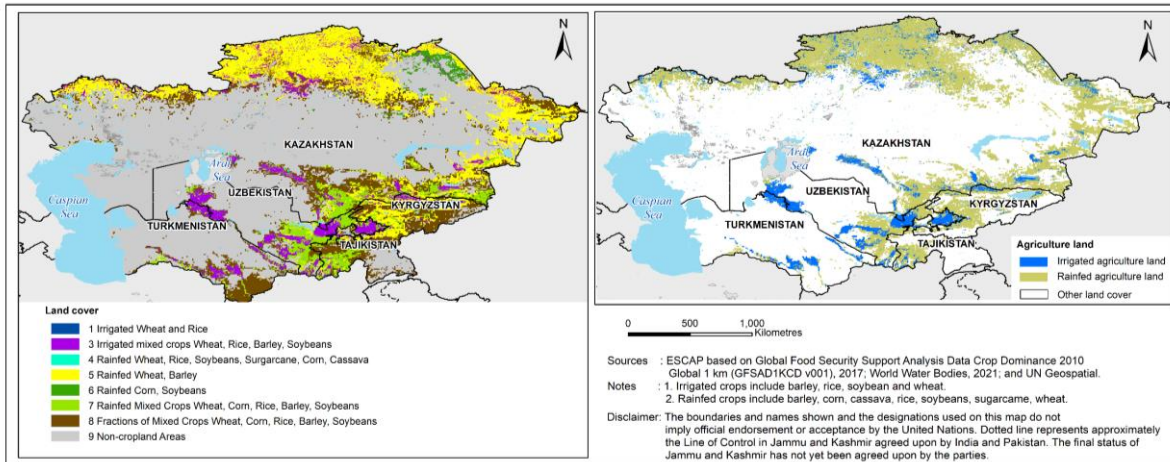 N
KAZAKHSTAN
Aral
Sea
UZBEKISTAN
Caspian
Sea
KYRGYZSTAN
TURKMENISTAN
TAJIKISTAN
Land cover
1 Irrigated Wheat and Rice
3 Irrigated mixed crops Wheat, Rice, Barley, Soybeans
4 Rainfed Wheat, Rice, Soybeans, Surgarcane, Corn, Cassava
5 Rainfed Wheat, Barley
6 Rainfed Corn, Soybeans
7 Rainfed Mixed Crops Wheat, Corn, Rice, Barley, Soybeans
8 Fractions of Mixed Crops Wheat, Corn, Rice, Barley, Soybeans
9 Non-cropland Areas
N
KAZAKHSTAN
Aral
Sea
UZBEKISTAN
Caspian
Sea
KYRGYZSTAN
TURKMENISTAN
TAJIKISTAN
Agriculture land
Irrigated agriculture land
Rainfed agriculture land
Other land cover
0 500 1,000
Kilometres
Sources : ESCAP based on Global Food Security Support Analysis Data Crop Dominance 2010
Global 1 km (GFSAD1KCD v001), 2017; World Water Bodies, 2021; and UN Geospatial.
Notes : 1. Irrigated crops include barley, rice, soybean and wheat.
2. Rainfed crops include barley, corn, cassava, rice, soybeans, sugarcame, wheat.
Disclaimer: The boundaries and names shown and the designations used on this map do not
imply official endorsement or acceptance by the United Nations. Dotted line represents approximately
the Line of Control in Jammu and Kashmir agreed upon by India and Pakistan. The final status of
Jammu and Kashmir has not yet been agreed upon by the parties.